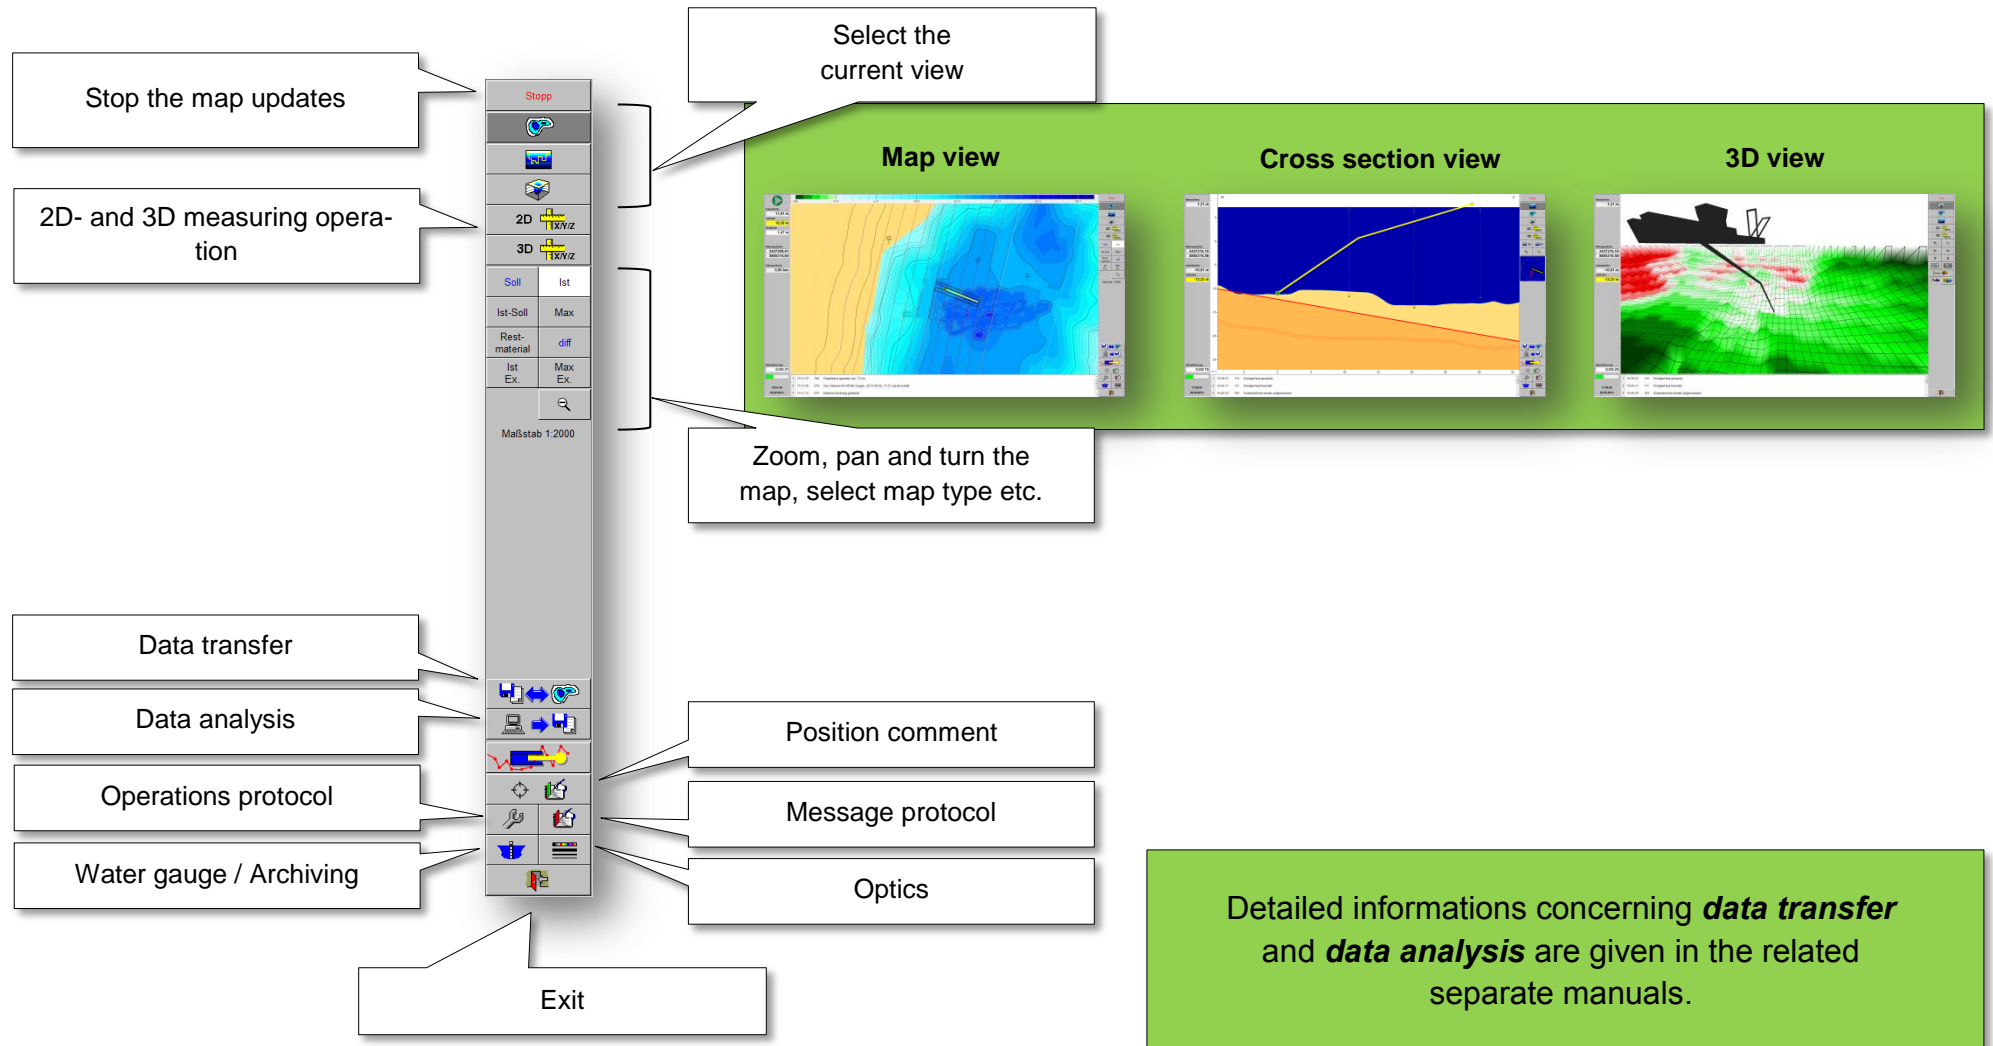 Select the
current view
Stop the map updates
Stopp
Map view
Cross section view
3D view
2D- and 3D measuring opera-
tion
2D X/Y/Z
3D X/Y/Z
Soll Ist
Ist-Soll Max
Rest-
material diff
Ist Max
Ex. Ex.
Maßstab 1:2000
Zoom, pan and turn the
map, select map type etc.
Data transfer
Data analysis
Position comment
Operations protocol
Message protocol
Water gauge / Archiving
Optics
Exit
Detailed informations concerning data transfer
and data analysis are given in the related
separate manuals.